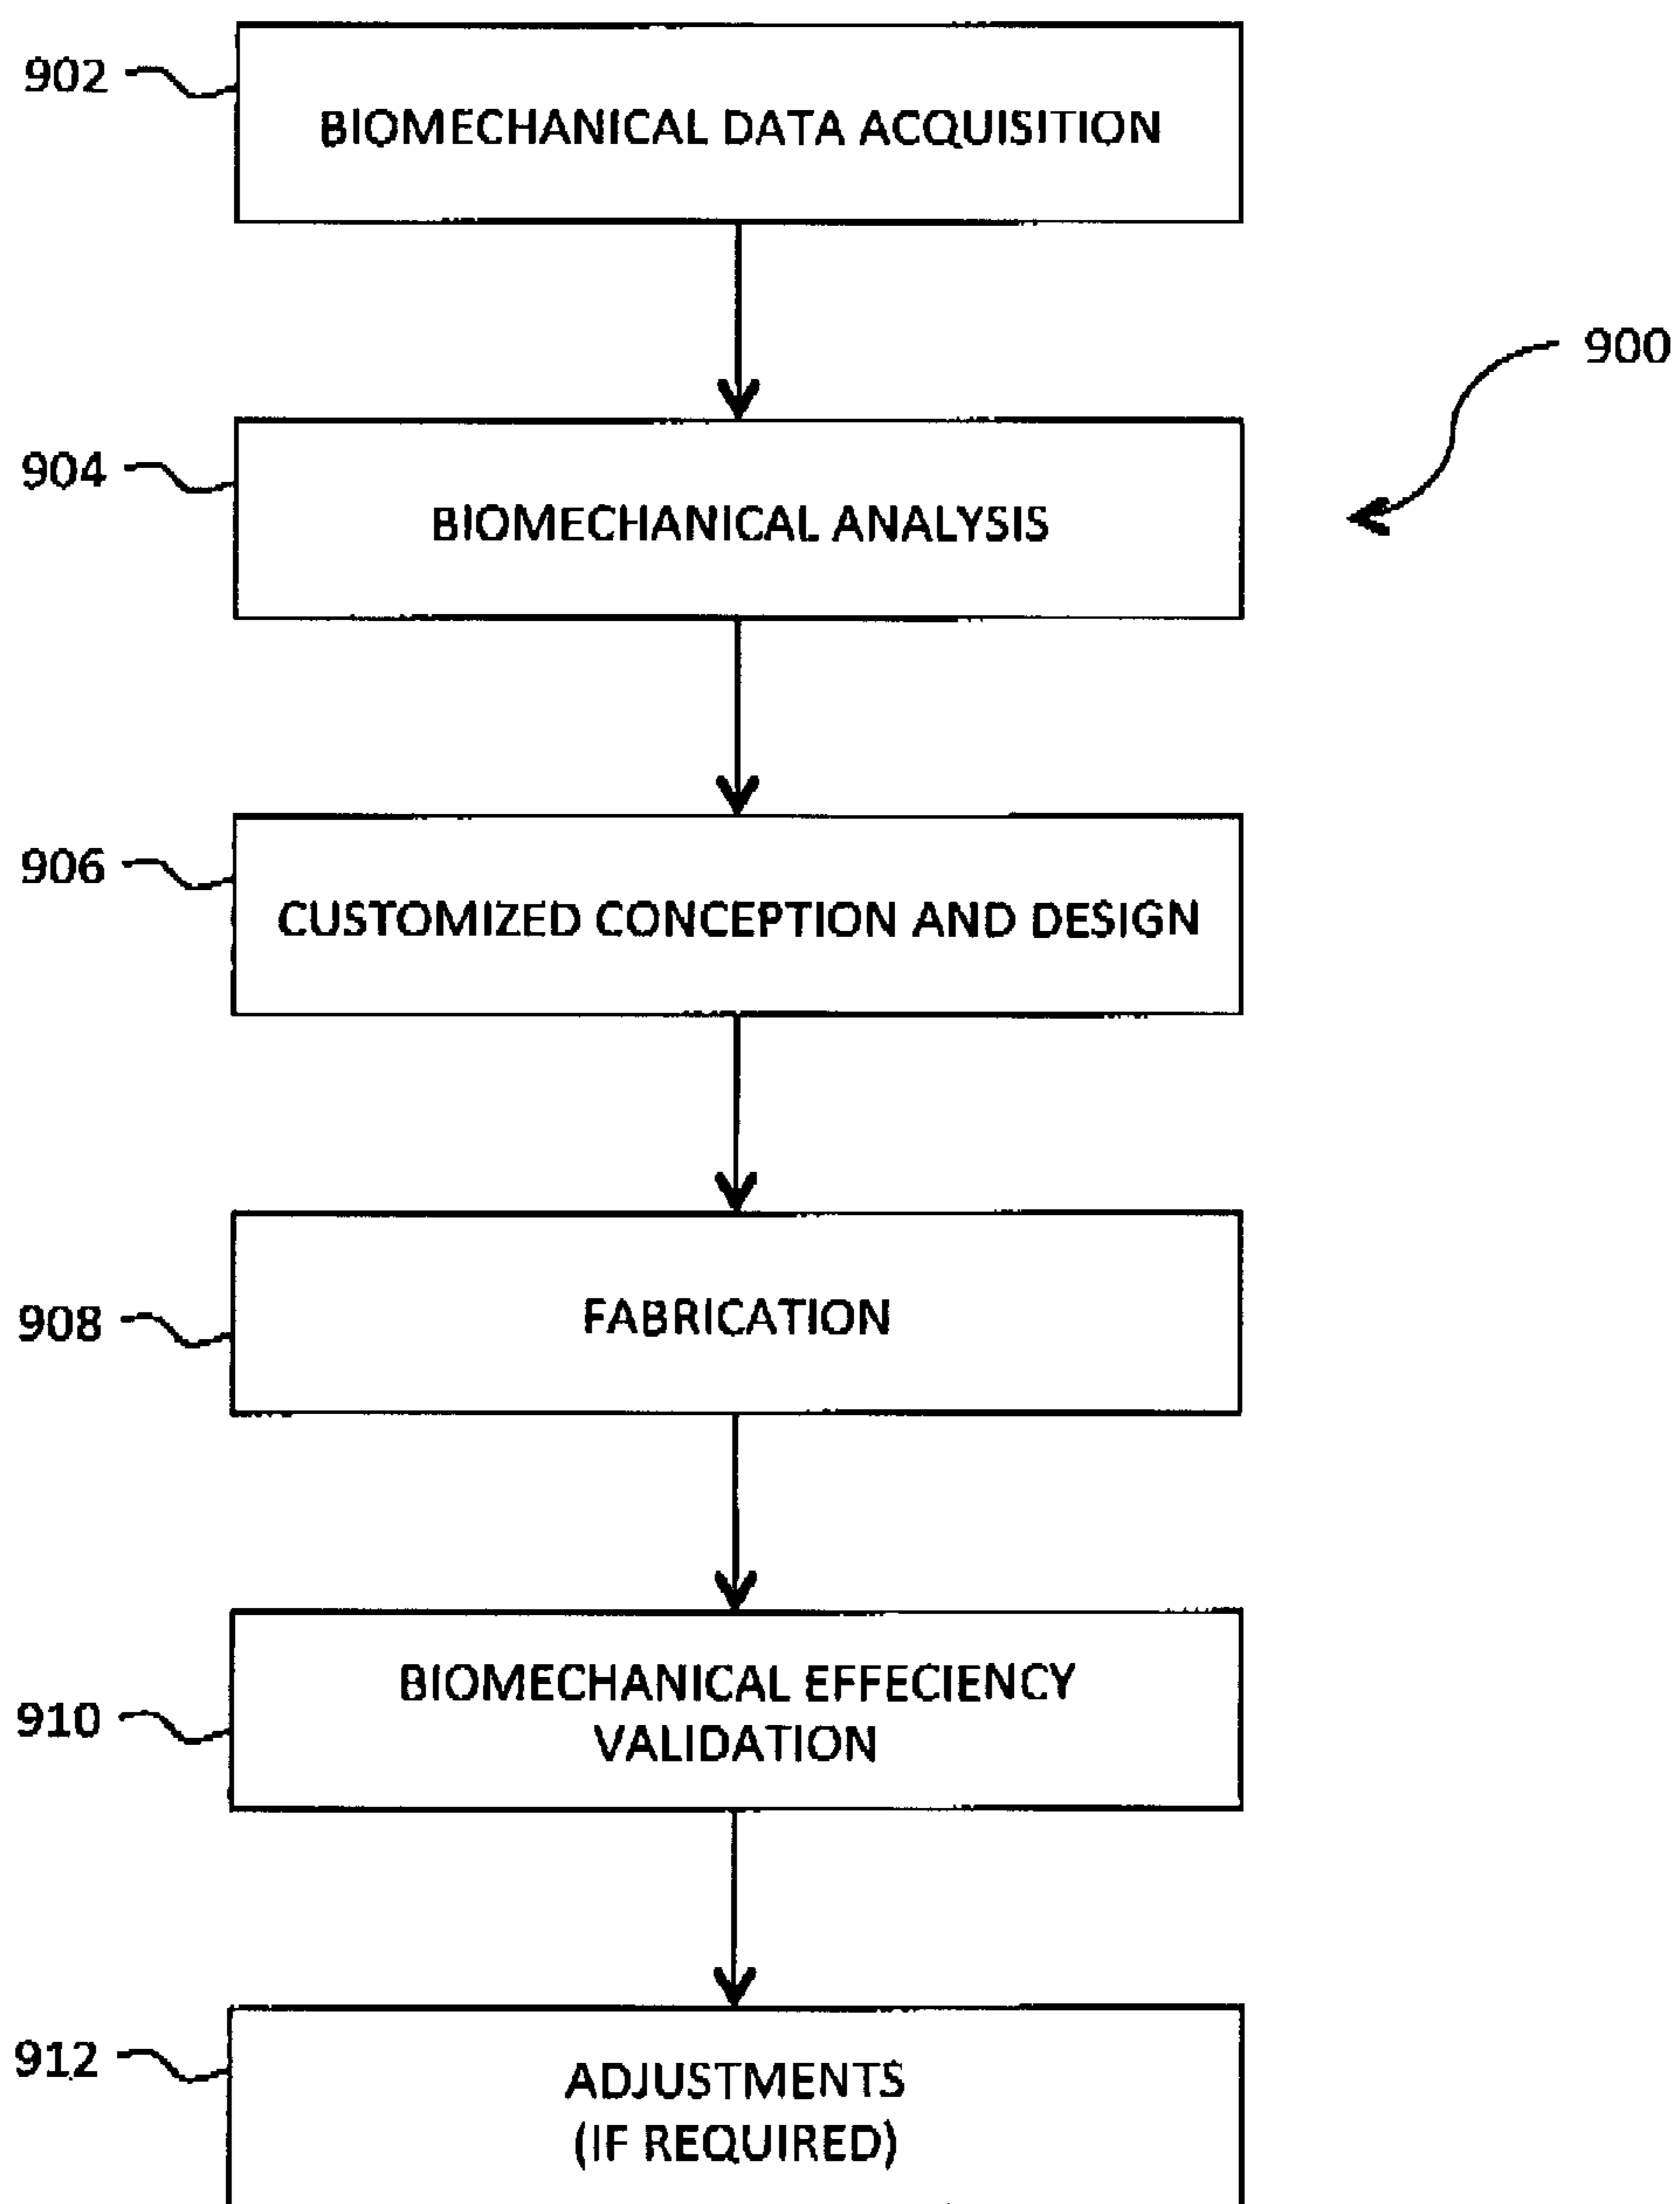 902
BIOMECHANICAL DATA ACQUISITION
900
904
BIOMECHANICAL ANALYSIS
906
CUSTOMIZED CONCEPTION AND DESIGN
908
FABRICATION
910
BIOMECHANICAL EFFECIENCY
VALIDATION
912
ADJUSTMENTS
(IF REQUIRED)